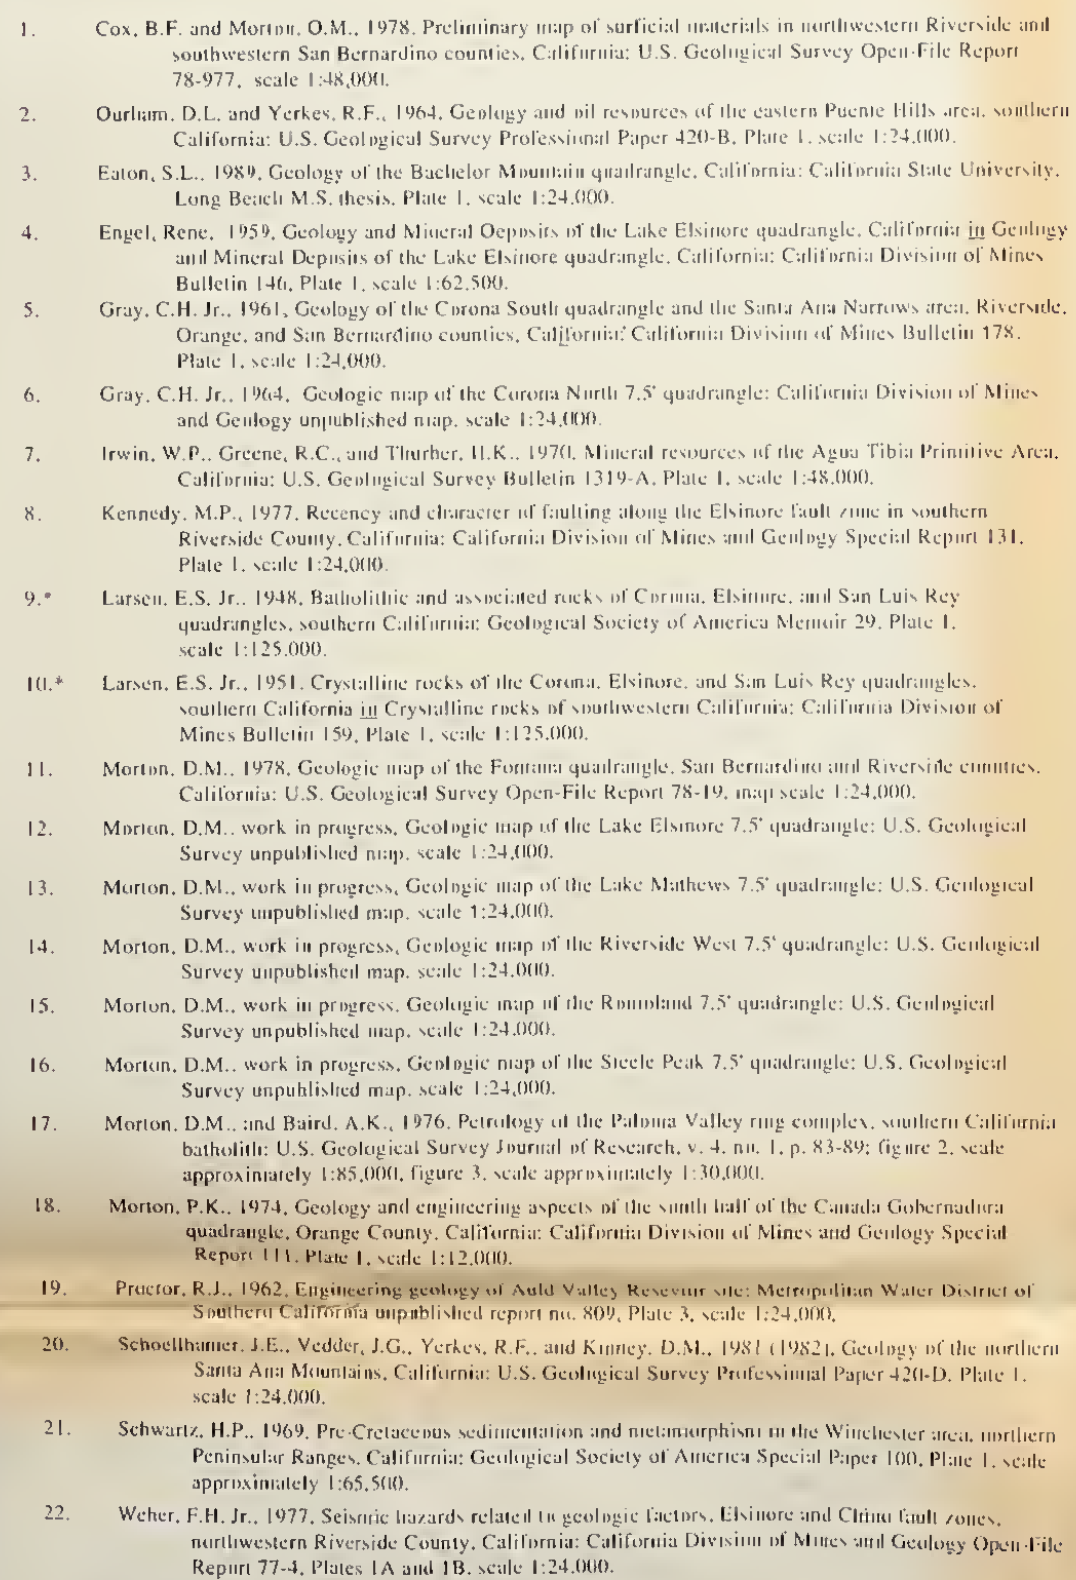 1. Cox, B.F. and Morton, O.M., 1978, Preliminary map of surficial materials in northwestern Riverside and
southwestern San Bernardino counties, California: U.S. Geological Survey Open-File Report
78-977, scale 1:48,000.
2. Ourham, D.L. and Yerkes, R.F., 1964, Geology and oil resources of the eastern Puente Hills area, southern
California: U.S. Geological Survey Professional Paper 420-B, Plate 1, scale 1:24,000.
3. Eaton, S.L., 1989, Geology of the Bachelor Mountain quadrangle, California: California State University,
Long Beach M.S. thesis, Plate 1, scale 1:24,000.
4. Engel, Rene, 1959, Geology and Mineral Oeposits of the Lake Elsinore quadrangle, California in Geology
and Mineral Deposits of the Lake Elsinore quadrangle, California: California Division of Mines
Bulletin 146, Plate 1, scale 1:62,500.
5. Gray, C.H. Jr., 1961, Geology of the Corona South quadrangle and the Santa Ana Narrows area, Riverside,
Orange, and San Bernardino counties, California: California Division of Mines Bulletin 178,
Plate 1, scale 1:24,000.
6. Gray, C.H. Jr., 1964, Geologic map of the Corona North 7.5' quadrangle: California Division of Mines
and Geology unpublished map, scale 1:24,000.
7. Irwin, W.P., Greene, R.C., and Thurber, H.K., 1970, Mineral resources of the Agua Tibia Primitive Area,
California: U.S. Geological Survey Bulletin 1319-A, Plate 1, scale 1:48,000.
8. Kennedy, M.P., 1977, Recency and character of faulting along the Elsinore fault zone in southern
Riverside County, California: California Division of Mines and Geology Special Report 131,
Plate 1, scale 1:24,000.
9.* Larsen, E.S. Jr., 1948, Batholithic and associated rocks of Corona, Elsinore, and San Luis Rey
quadrangles, southern California: Geological Society of America Memoir 29, Plate 1,
scale 1:125,000.
10.* Larsen, E.S. Jr., 1951, Crystalline rocks of the Corona, Elsinore, and San Luis Rey quadrangles,
southern California in Crystalline rocks of southwestern California: California Division of
Mines Bulletin 159, Plate 1, scale 1:125,000.
11. Morton, D.M., 1978, Geologic map of the Fontana quadrangle, San Bernardino and Riverside counties,
California: U.S. Geological Survey Open-File Report 78-19, map scale 1:24,000.
12. Morton, D.M., work in progress, Geologic map of the Lake Elsinore 7.5' quadrangle: U.S. Geological
Survey unpublished map, scale 1:24,000.
13. Morton, D.M., work in progress, Geologic map of the Lake Mathews 7.5' quadrangle: U.S. Geological
Survey unpublished map, scale 1:24,000.
14. Morton, D.M., work in progress, Geologic map of the Riverside West 7.5' quadrangle: U.S. Geological
Survey unpublished map, scale 1:24,000.
15. Morton, D.M., work in progress, Geologic map of the Romoland 7.5' quadrangle: U.S. Geological
Survey unpublished map, scale 1:24,000.
16. Morton, D.M., work in progress, Geologic map of the Steele Peak 7.5' quadrangle: U.S. Geological
Survey unpublished map, scale 1:24,000.
17. Morton, D.M., and Baird, A.K., 1976, Petrology of the Paloma Valley ring complex, southern California
batholith: U.S. Geological Survey Journal of Research, v. 4, no. 1, p. 83-89; figure 2, scale
approximately 1:85,000, figure 3, scale approximately 1:30,000.
18. Morton, P.K., 1974, Geology and engineering aspects of the south half of the Canada Gobernadora
quadrangle, Orange County, California: California Division of Mines and Geology Special
Report 111, Plate 1, scale 1:12,000.
19. Proctor, R.J., 1962, Engineering geology of Auld Valley Resevoir site: Metropolitan Water District of
Southern California unpublished report no. 809, Plate 3, scale 1:24,000.
20. Schoellhamer, J.E., Vedder, J.G., Yerkes, R.F., and Kinney, D.M., 1981 (1982), Geology of the northern
Santa Ana Mountains, California: U.S. Geological Survey Professional Paper 420-D, Plate 1,
scale 1:24,000.
21. Schwartz, H.P., 1969, Pre-Cretaceous sedimentation and metamorphism in the Winchester area, northern
Peninsular Ranges, California: Geological Society of America Special Paper 100, Plate 1, scale
approximately 1:65,500.
22. Weber, F.H. Jr., 1977, Seismic hazards related to geologic factors, Elsinore and Chino fault zones,
northwestern Riverside County, California: California Division of Mines and Geology Open-File
Report 77-4, Plates 1A and 1B, scale 1:24,000.